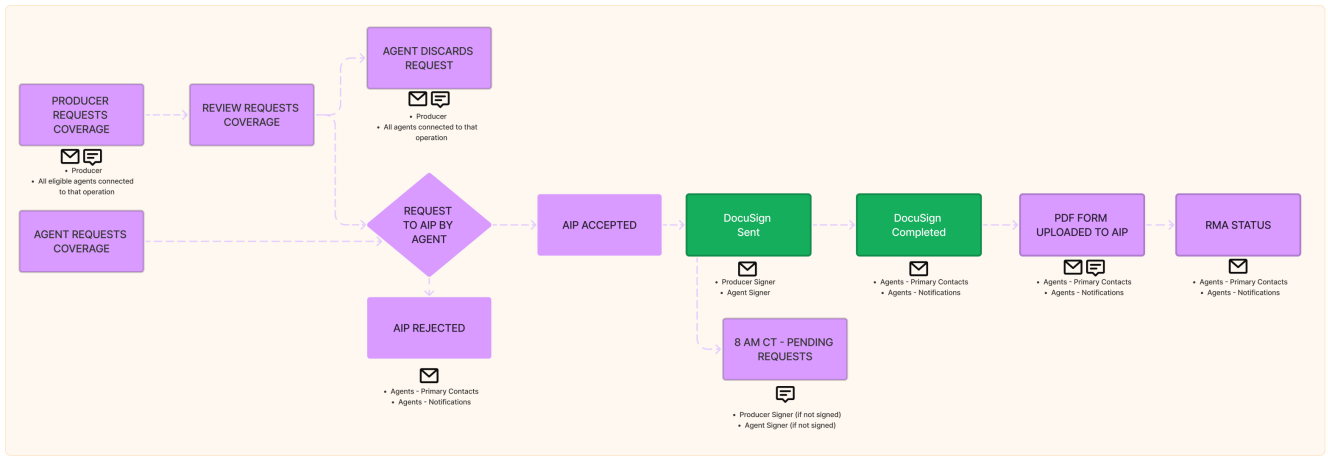 PRODUCER
REQUESTS
COVERAGE
• Producer
• All eligible agents connected
to that operation
AGENT REQUESTS
COVERAGE
REVIEW REQUESTS
COVERAGE
AGENT DISCARDS
REQUEST
• Producer
• All agents connected to that
operation
REQUEST
TO AIP BY
AGENT
AIP REJECTED
• Agents - Primary Contacts
• Agents - Notifications
AIP ACCEPTED
DocuSign
Sent
• Producer Signer
• Agent Signer
8 AM CT - PENDING
REQUESTS
• Producer Signer (if not signed)
• Agent Signer (if not signed)
DocuSign
Completed
• Agents - Primary Contacts
• Agents - Notifications
PDF FORM
UPLOADED TO AIP
• Agents - Primary Contacts
• Agents - Notifications
RMA STATUS
• Agents - Primary Contacts
• Agents - Notifications